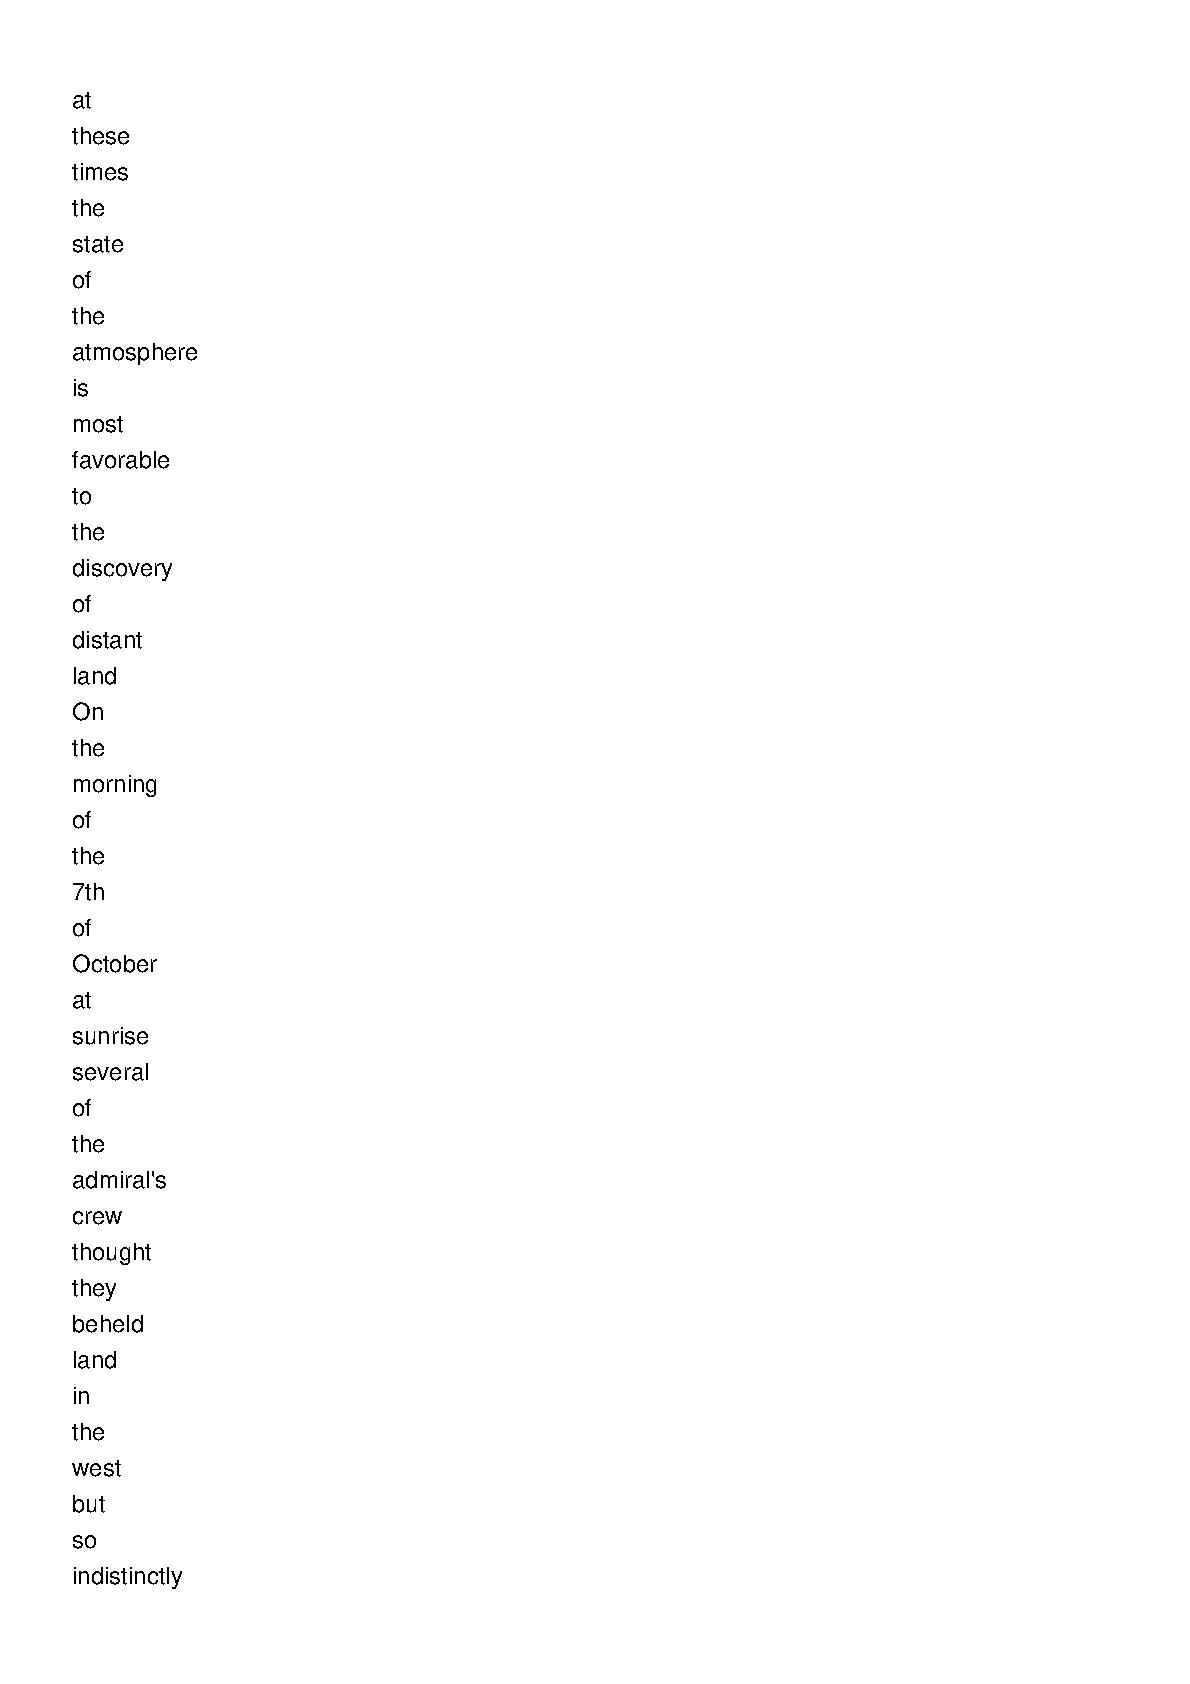 at
these
times
the
state
of
the
atmosphere
is
most
favorable
to
the
discovery
of
distant
land
On
the
morning
of
the
7th
of
October
at
sunrise
several
of
the
admiral's
crew
thought
they
beheld
land
in
the
west
but
so
indistinctly